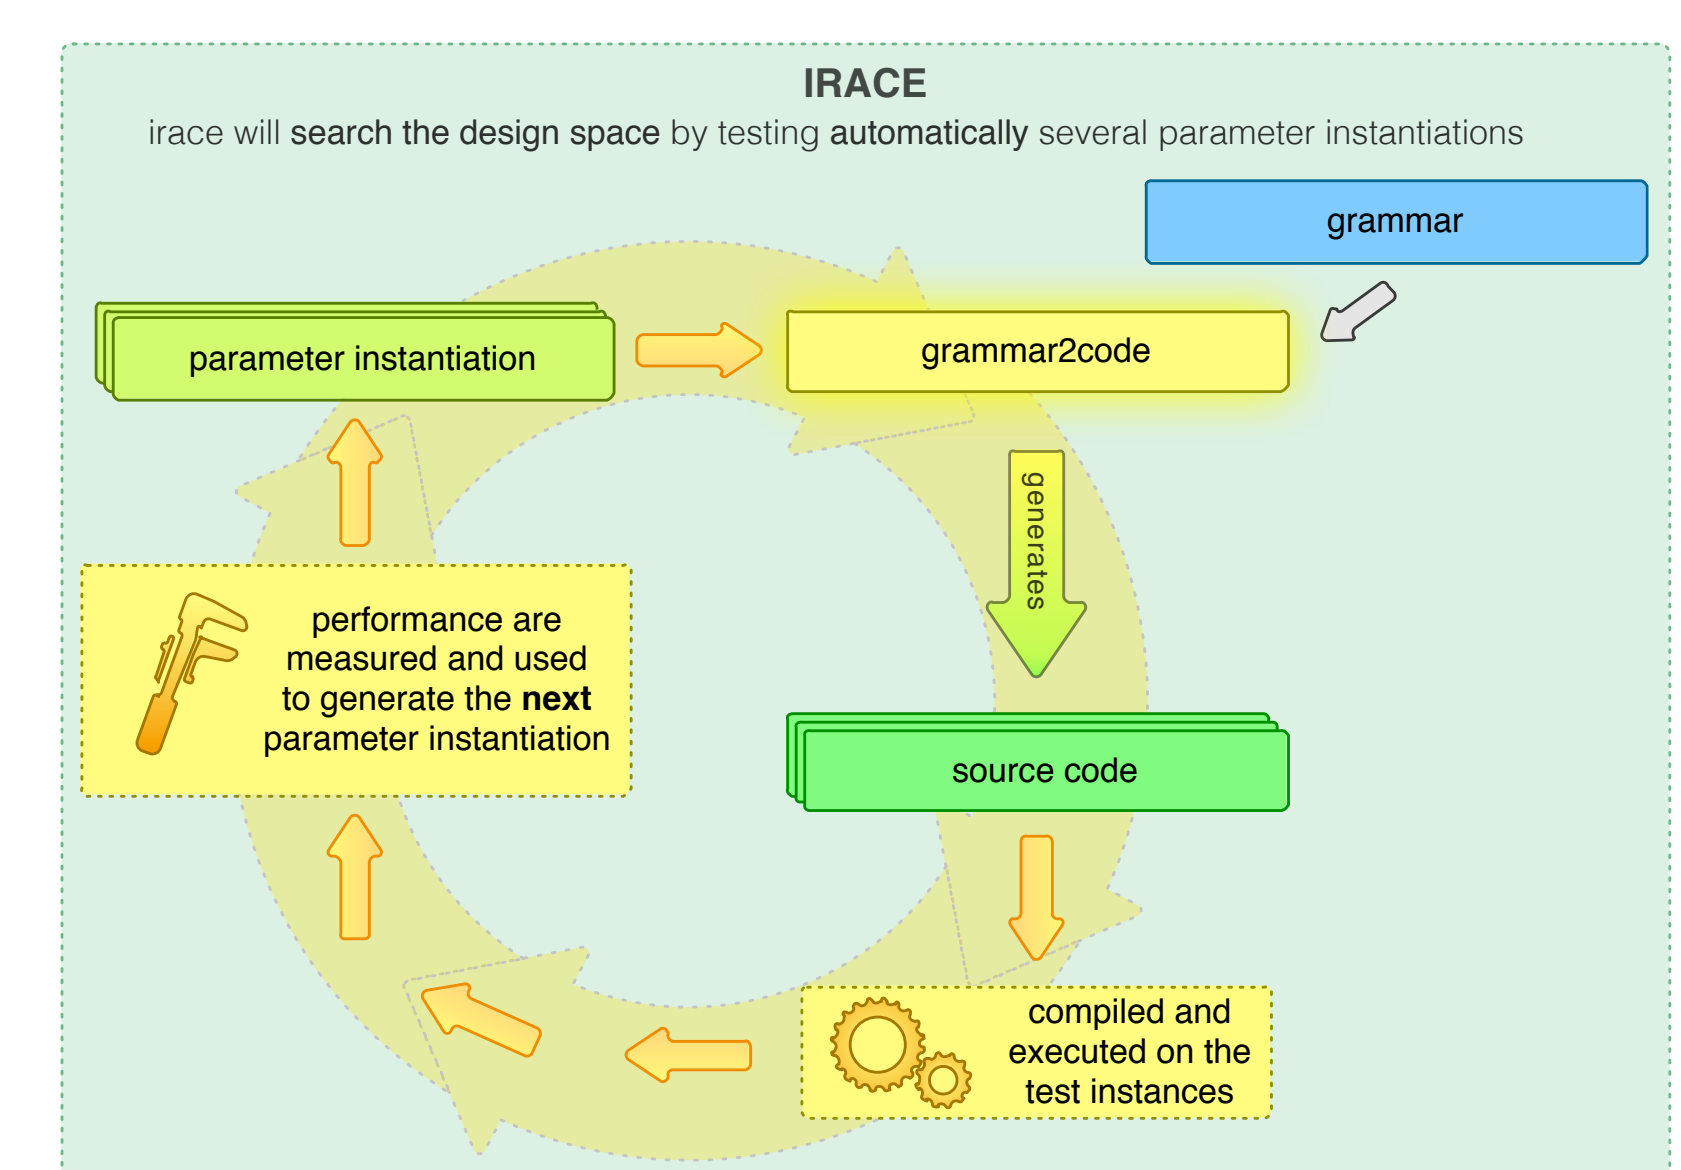 IRACE
irace will search the design space by testing automatically several parameter instantiations
grammar
parameter instantiation
grammar2code
generates
performance are
measured and used
to generate the next
parameter instantiation
source code
compiled and
executed on the
test instances